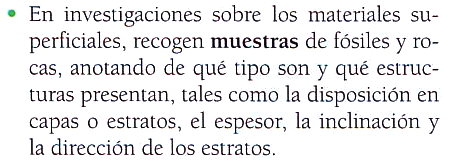 • En investigaciones sobre los materiales su-
perficiales, recogen muestras de fósiles y ro-
cas, anotando de qué tipo son y qué estruc-
turas presentan, tales como la disposición en
capas o estratos, el espesor, la inclinación y
la dirección de los estratos.